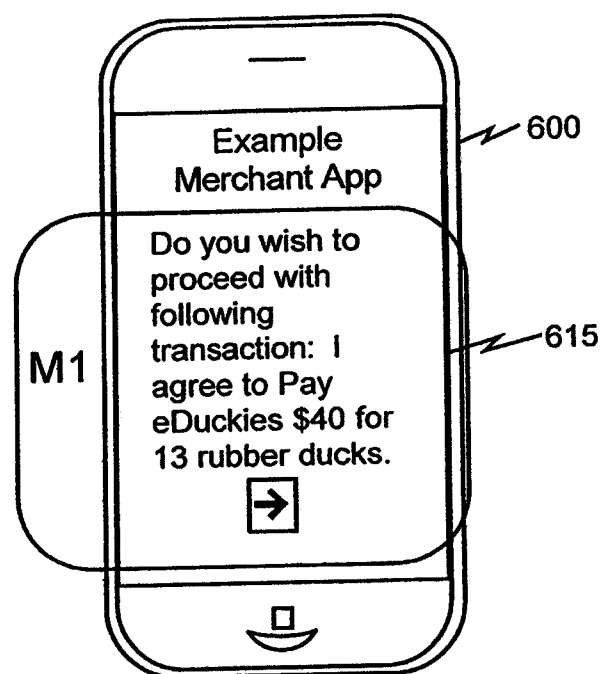 Example
Merchant App
600
Do you wish to
proceed with
following
transaction: I
agree to Pay
eDuckies $40 for
13 rubber ducks.
M1
615